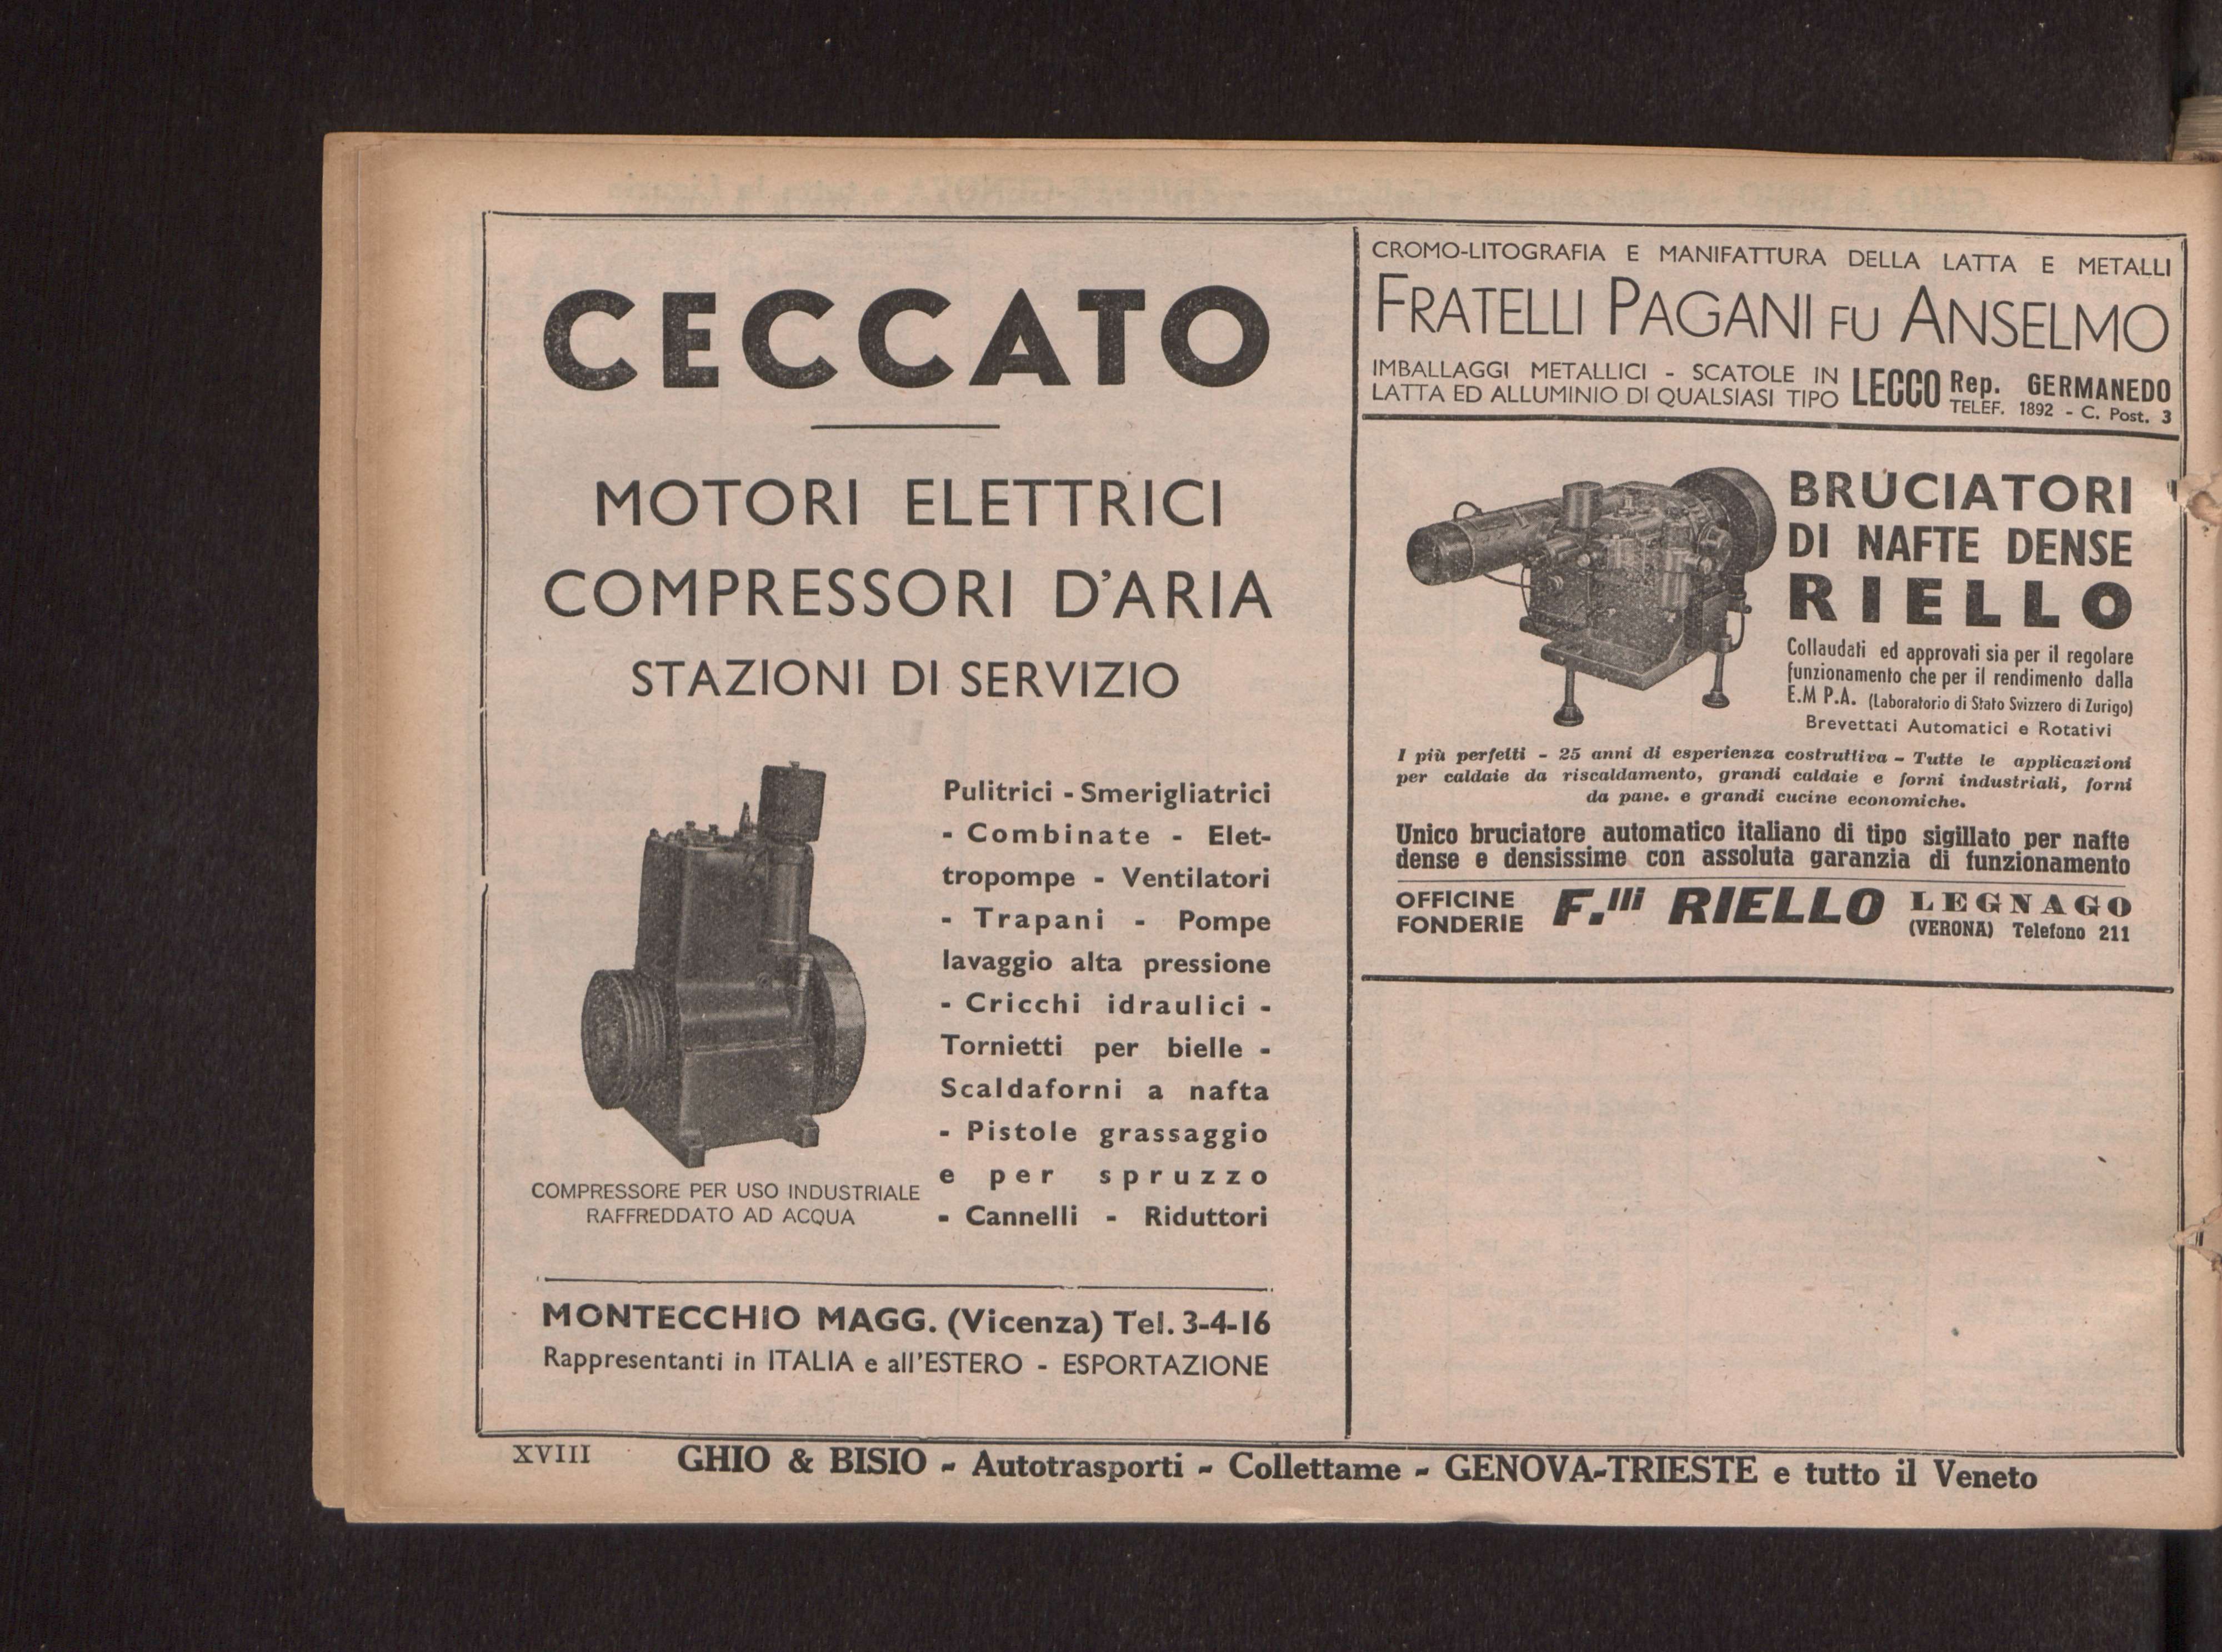 CECCATO
MOTORI ELETTRICI
COMPRESSORI D'ARIA
STAZIONI DI SERVIZIO
Pulitrici - Smerigliatrici
- Combinate - Elet-
tropompe - Ventilatori
- Trapani - Pompe
lavaggio alta pressione
- Cricchi idraulici -
Tornietti per bielle -
Scaldaforni a nafta
- Pistole grassaggio
e per spruzzo
- Cannelli - Riduttori
COMPRESSORE PER USO INDUSTRIALE
RAFFREDDATO AD ACQUA
MONTECCHIO MAGG. (Vicenza) Tel. 3-4-16
Rappresentanti in ITALIA e all'ESTERO - ESPORTAZIONE
CROMO-LITOGRAFIA E MANIFATTURA DELLA LATTA E METALLI
FRATELLI PAGANI FU ANSELMO
IMBALLAGGI METALLICI - SCATOLE IN
LATTA ED ALLUMINIO DI QUALSIASI TIPO
LECCO Rep. GERMANEDO
TELEF. 1892 - C. Post. 3
BRUCIATORI
DI NAFTE DENSE
RIELLO
Collaudati ed approvati sia per il regolare
funzionamento che per il rendimento dalla
E.M P.A. (Laboratorio di Stato Svizzero di Zurigo)
Brevettati Automatici e Rotativi
I più perfetti - 25 anni di esperienza costruttiva - Tutte le applicazioni
per caldaie da riscaldamento, grandi caldaie e forni industriali, forni
da pane. e grandi cucine economiche.
Unico bruciatore automatico italiano di tipo sigillato per nafte
dense e densissime con assoluta garanzia di funzionamento
OFFICINE
FONDERIE
F.lli RIELLO
LEGNAGO
(VERONA) Telefono 211
XVIII
GHIO & BISIO - Autotrasporti - Collettame - GENOVA-TRIESTE e tutto il Veneto